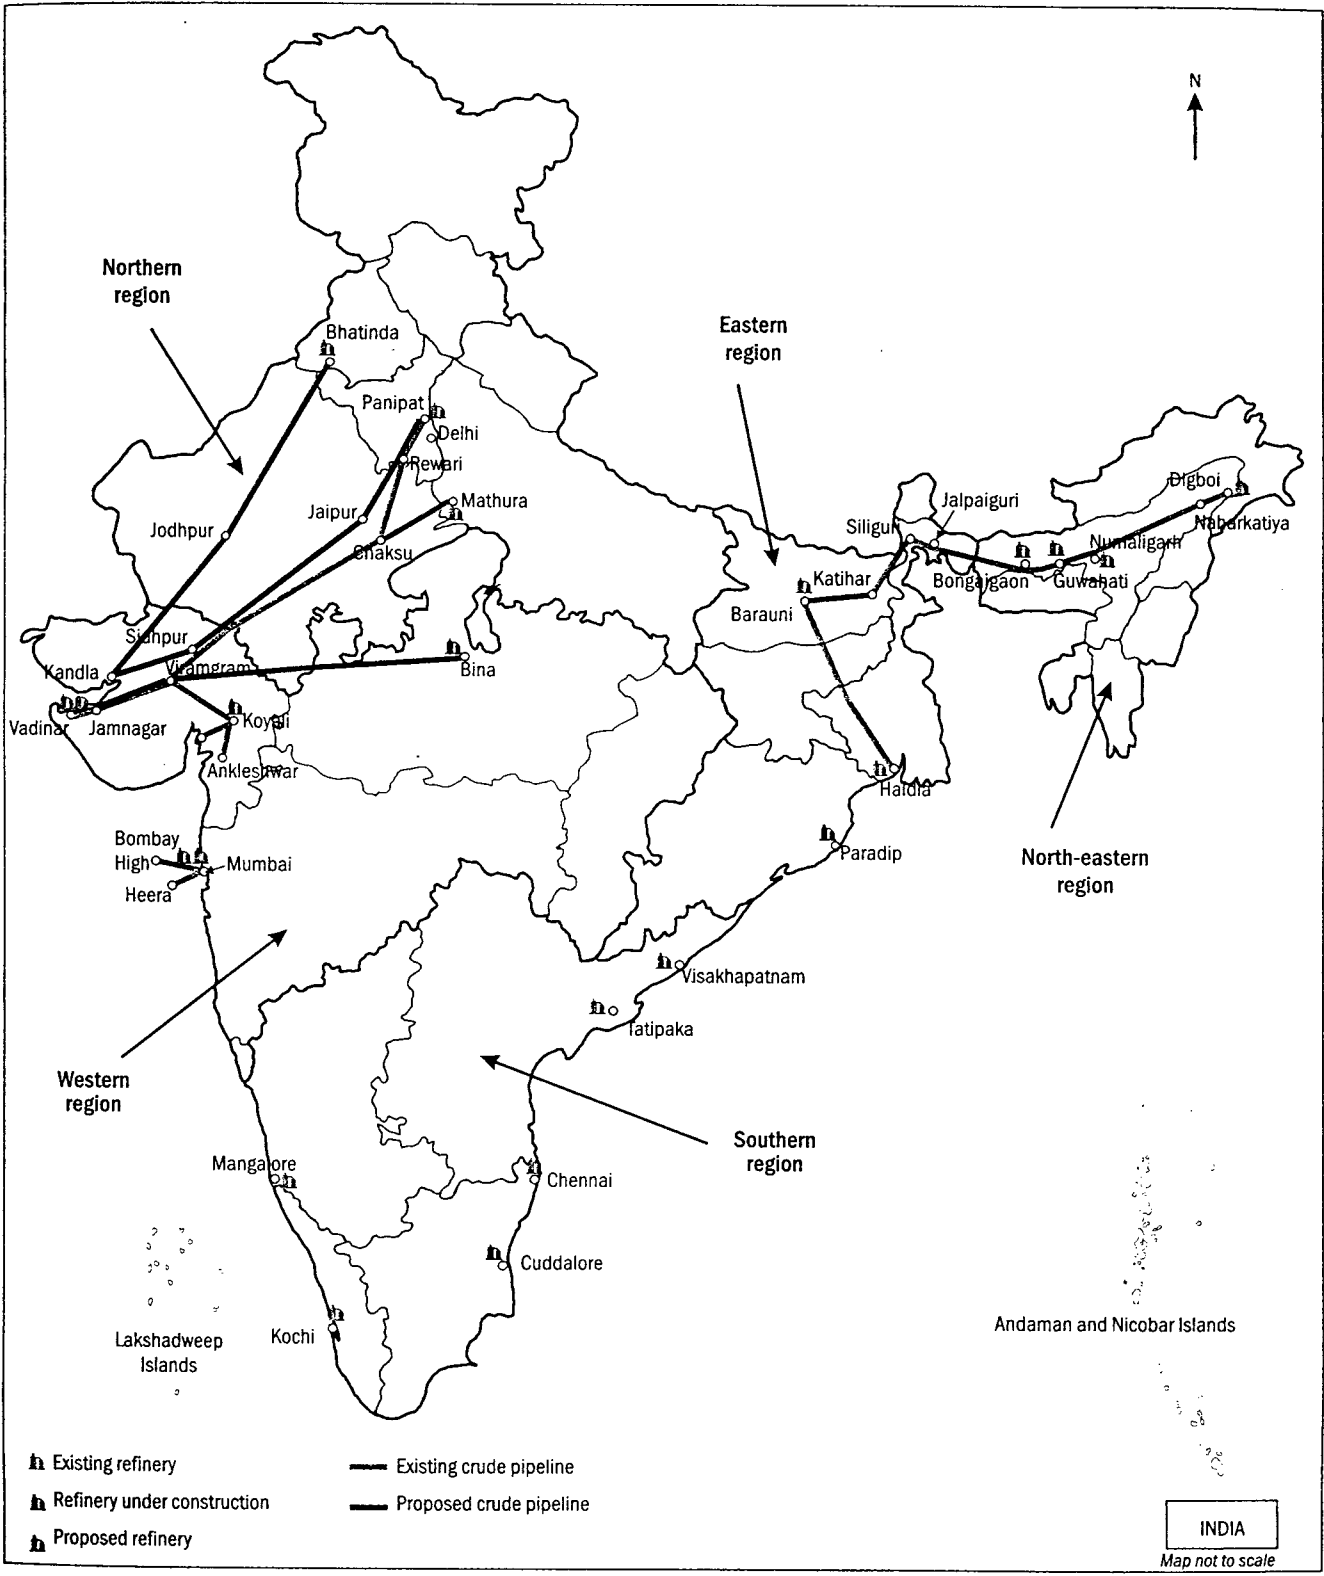 N
Northern
region
Bhatinda
Eastern
region
Panipat
Delhi
Rewari
Mathura
Jaipur
Jodhpur
Chaksu
Digboi
Jalpaiguri
Siliguri
Naharkatiya
Numaligarh
Katihar
Bongaigaon
Guwahati
Barauni
Sidhpur
Viramgram
Kandla
Bina
Koyali
Vadinar
Jamnagar
Ankleshwar
Haldia
Bombay
High
Mumbai
Heera
Paradip
North-eastern
region
Visakhapatnam
Tatipaka
Western
region
Southern
region
Mangalore
Chennai
Cuddalore
Kochi
Lakshadweep
Islands
Andaman and Nicobar Islands
Existing refinery
Existing crude pipeline
Refinery under construction
Proposed crude pipeline
Proposed refinery
INDIA
Map not to scale